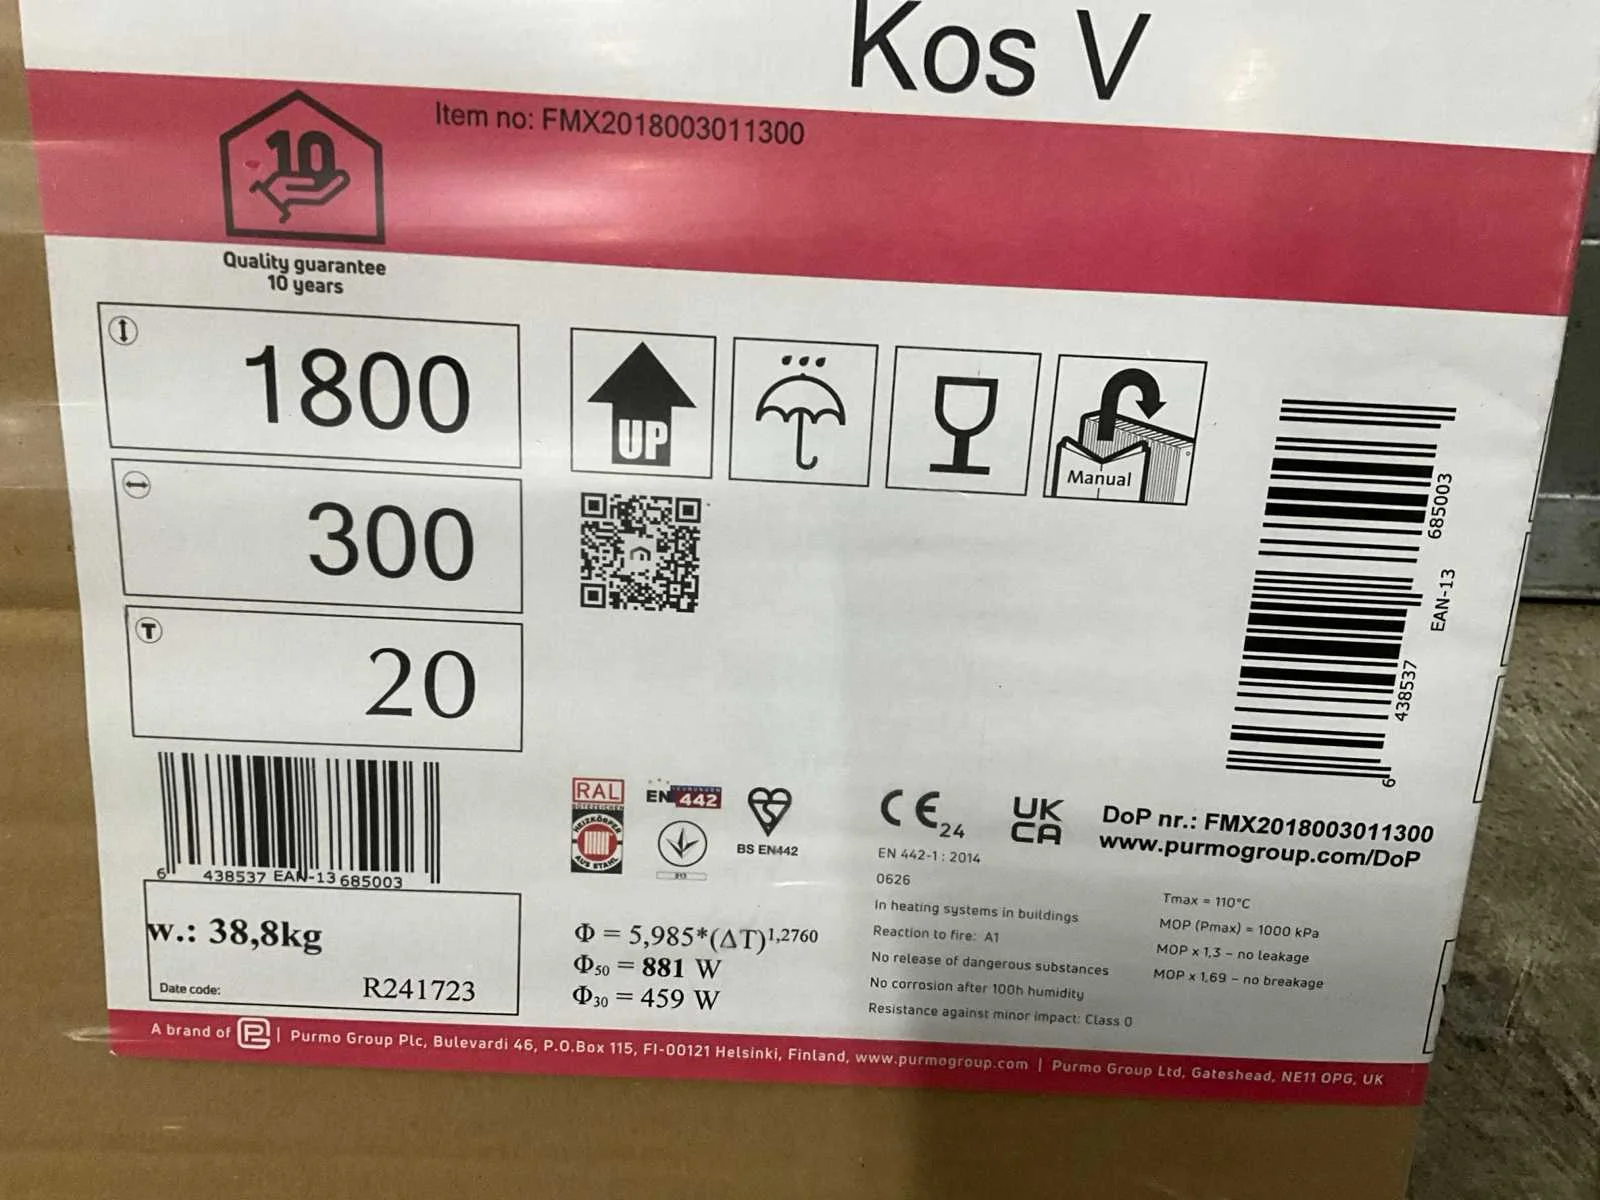 Kos V
Item no: FMX2018003011300
10
Quality guarantee
10 years
1800
300
T
20
UP
Manual
6 438537 EAN-13 685003
6 438537 EAN-13 685003
w.: 38,8kg
Date code: R241723
RAL
GÜTEZEICHEN
HEIZKÖRPER
AUS STAHL
EN 442
BS EN442
Φ = 5,985*(ΔT)1,2760
Φ50 = 881 W
Φ30 = 459 W
CE 24
EN 442-1 : 2014
0626
In heating systems in buildings
Reaction to fire: A1
No release of dangerous substances
No corrosion after 100h humidity
Resistance against minor impact: Class 0
UK
CA
DoP nr.: FMX2018003011300
www.purmogroup.com/DoP
Tmax = 110°C
MOP (Pmax) = 1000 kPa
MOP x 1,3 – no leakage
MOP x 1,69 – no breakage
A brand of P | Purmo Group Plc, Bulevardi 46, P.O.Box 115, FI-00121 Helsinki, Finland, www.purmogroup.com | Purmo Group Ltd, Gateshead, NE11 0PG, UK